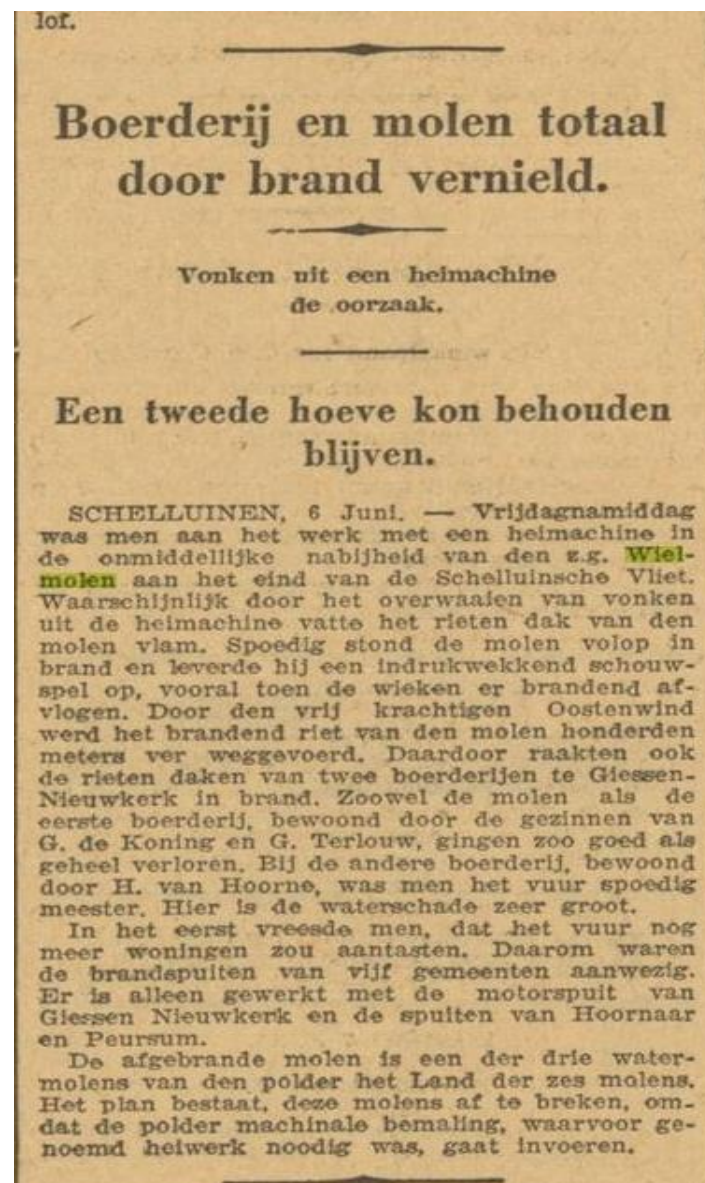 lof.
Boerderij en molen totaal
door brand vernield.
Vonken uit een heimachine
de oorzaak.
Een tweede hoeve kon behouden
blijven.
SCHELLUINEN, 6 Juni. — Vrijdagnamiddag
was men aan het werk met een heimachine in
de onmiddellijke nabijheid van den z.g. Wiel-
molen aan het eind van de Schelluinsche Vliet.
Waarschijnlijk door het overwaaien van vonken
uit de heimachine vatte het rieten dak van den
molen vlam. Spoedig stond de molen volop in
brand en leverde hij een indrukwekkend schouw-
spel op, vooral toen de wieken er brandend af-
vlogen. Door den vrij krachtigen Oostenwind
werd het brandend riet van den molen honderden
meters ver weggevoerd. Daardoor raakten ook
de rieten daken van twee boerderijen te Giessen-
Nieuwkerk in brand. Zoowel de molen als de
eerste boerderij, bewoond door de gezinnen van
G. de Koning en G. Terlouw, gingen zoo goed als
geheel verloren. Bij de andere boerderij, bewoond
door H. van Hoorne, was men het vuur spoedig
meester. Hier is de waterschade zeer groot.
In het eerst vreesde men, dat het vuur nog
meer woningen zou aantasten. Daarom waren
de brandspuiten van vijf gemeenten aanwezig.
Er is alleen gewerkt met de motorspuit van
Giessen Nieuwkerk en de spuiten van Hoornaar
en Peursum.
De afgebrande molen is een der drie water-
molens van den polder het Land der zes molens.
Het plan bestaat, deze molens af te breken, om-
dat de polder machinale bemaling, waarvoor ge-
noemd heiwerk noodig was, gaat invoeren.